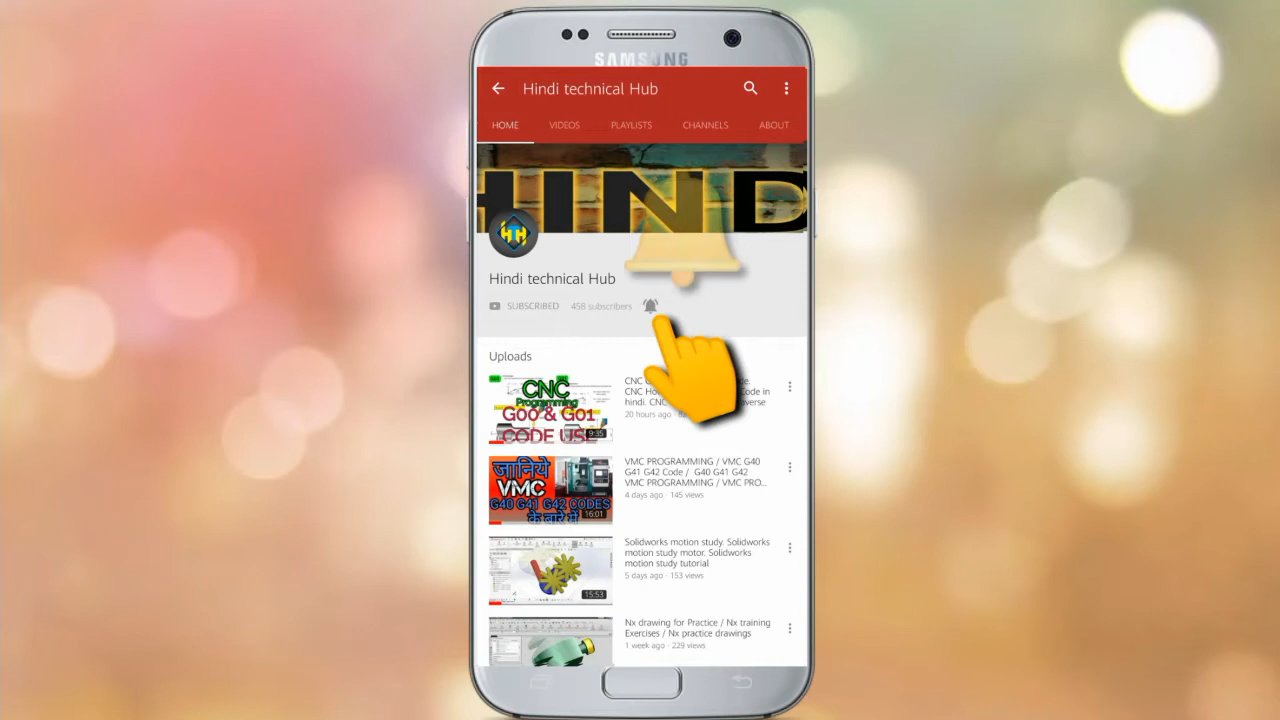 SAMSUNG
Hindi technical Hub
HOME VIDEOS PLAYLISTS CHANNELS ABOUT
HIND
HTH
Hindi technical Hub
SUBSCRIBED 458 subscribers
Uploads
CNC
Programming
G00 & G01
CODE USE
9:35
CNC
CNC Code in
hindi. CNC
20 hours ago
जानिये
VMC
G40 G41 G42 CODES
के बारे में
16:01
VMC PROGRAMMING / VMC G40
G41 G42 Code / G40 G41 G42
VMC PROGRAMMING / VMC PRO...
4 days ago · 145 views
15:53
Solidworks motion study. Solidworks
motion study motor. Solidworks
motion study tutorial
5 days ago · 153 views
Nx drawing for Practice / Nx training
Exercises / Nx practice drawings
1 week ago · 229 views